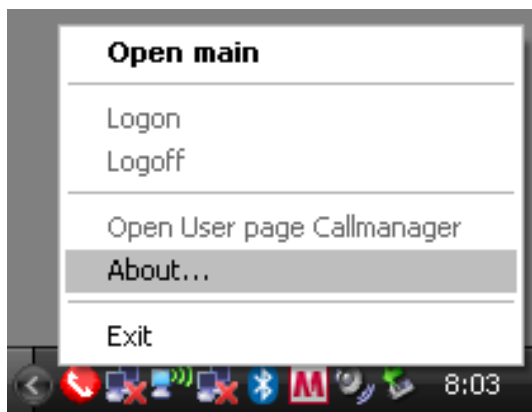 Open main
Logon
Logoff
Open User page Callmanager
About...
Exit
8:03